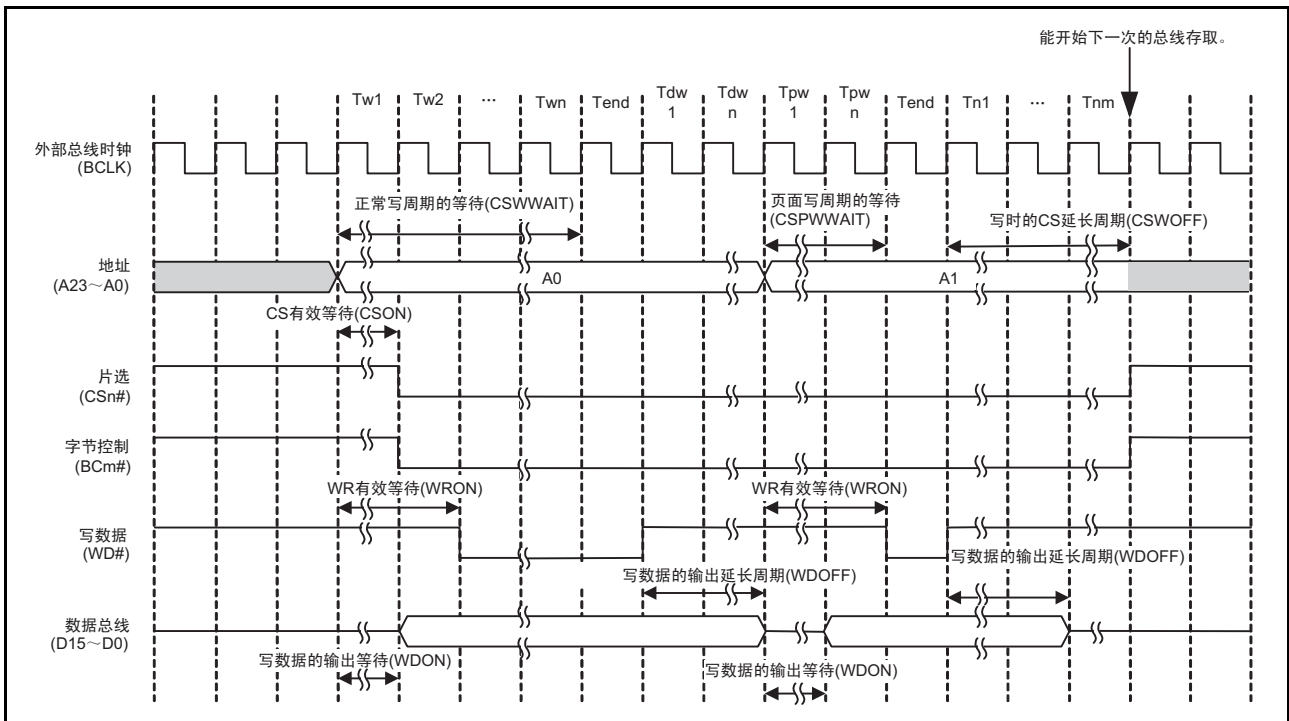 能开始下一次的总线存取。
Tw1 Tw2 … Twn Tend Tdw 1 Tdw n Tpw 1 Tpw n Tend Tn1 … Tnm
外部总线时钟
(BCLK)
正常写周期的等待(CSWWAIT)
页面写周期的等待
(CSPWWAIT)
写时的CS延长周期(CSWOFF)
地址
(A23～A0)
A0
A1
CS有效等待(CSON)
片选
(CSn#)
字节控制
(BCm#)
WR有效等待(WRON)
WR有效等待(WRON)
写数据
(WD#)
写数据的输出延长周期(WDOFF)
写数据的输出延长周期(WDOFF)
数据总线
(D15～D0)
写数据的输出等待(WDON)
写数据的输出等待(WDON)